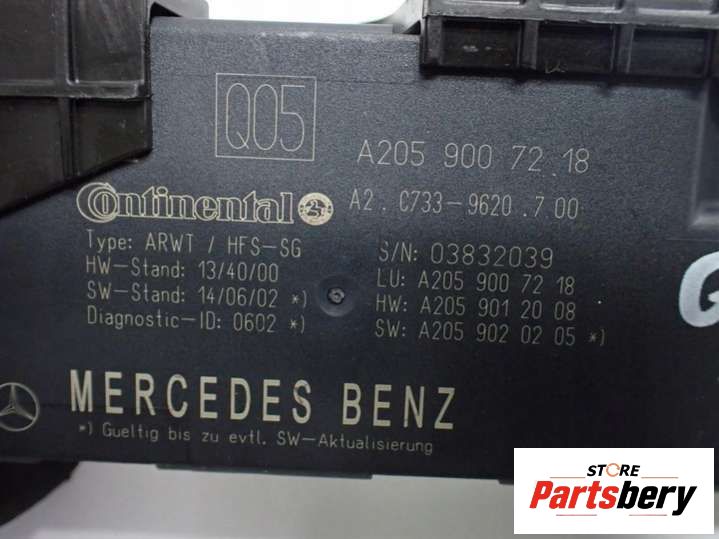 Q05
A205 900 72 18
Continental
A2.C733-9620.700
Type: ARWT / HFS-SG
HW-Stand: 13/40/00
SW-Stand: 14/06/02 *)
Diagnostic-ID: 0602 *)
S/N: 03832039
LU: A205 900 72 18
HW: A205 901 20 08
SW: A205 902 02 05 *)
MERCEDES BENZ
*) Gueltig bis zu evtl. SW-Aktualisierung
STORE
Partsbery